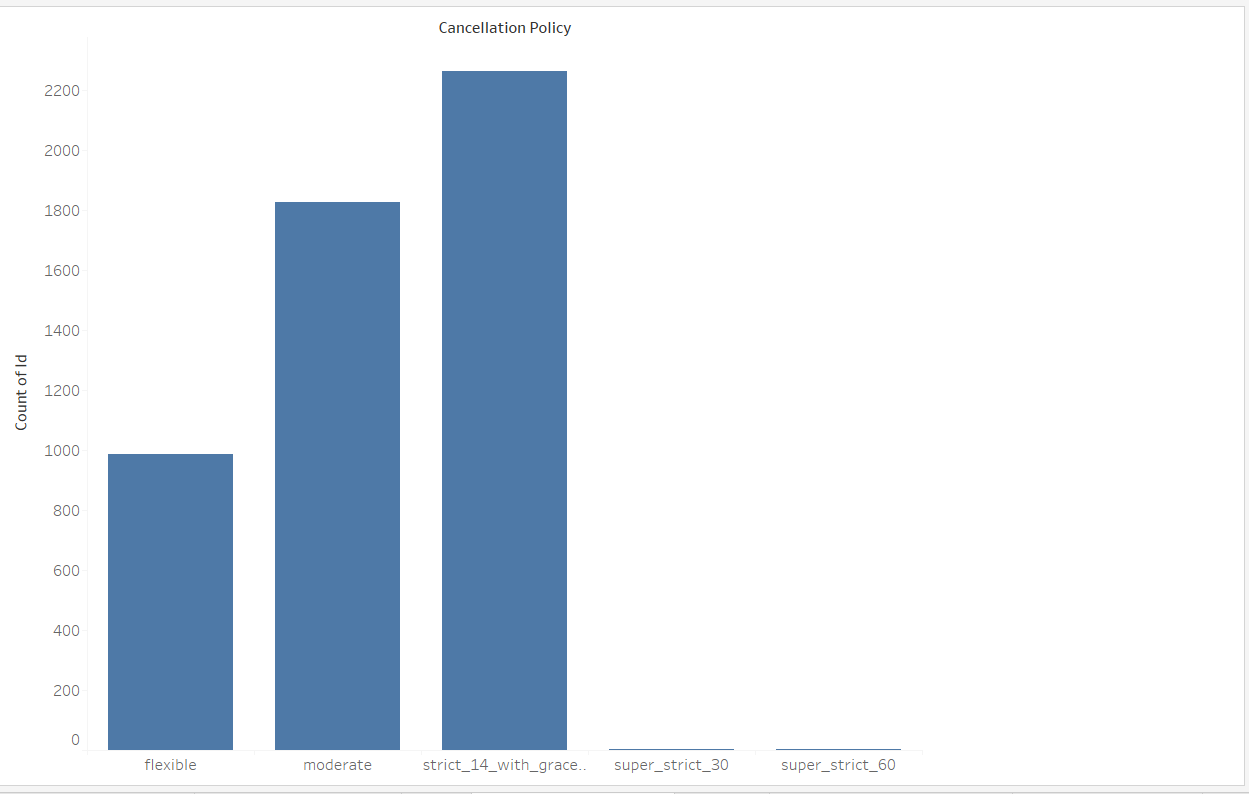 Cancellation Policy
2200
2000
1800
1600
1400
1200
1000
800
600
400
200
0
Count of Id
flexible
moderate
strict_14_with_grace..
super_strict_30
super_strict_60